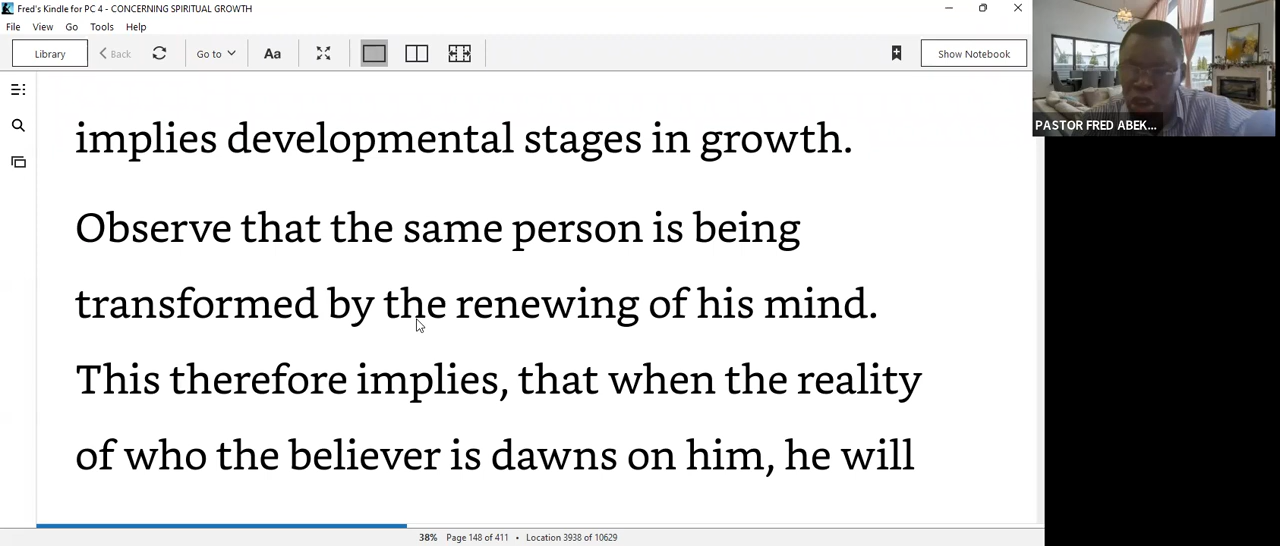 Fred's Kindle for PC 4 - CONCERNING SPIRITUAL GROWTH
File View Go Tools Help
Library Back Go to Aa Show Notebook
PASTOR FRED ABEK...
implies developmental stages in growth.
Observe that the same person is being
transformed by the renewing of his mind.
This therefore implies, that when the reality
of who the believer is dawns on him, he will
38% Page 148 of 411 • Location 3938 of 10629